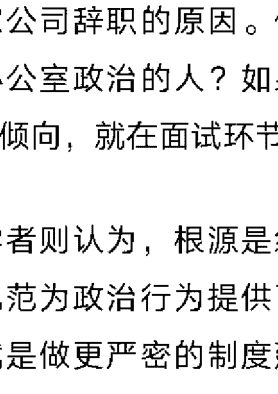 公司辞职的原因。
公室政治的人？如
倾向，就在面试环节
者则认为，根源是
范为政治行为提供
是做更严密的制度